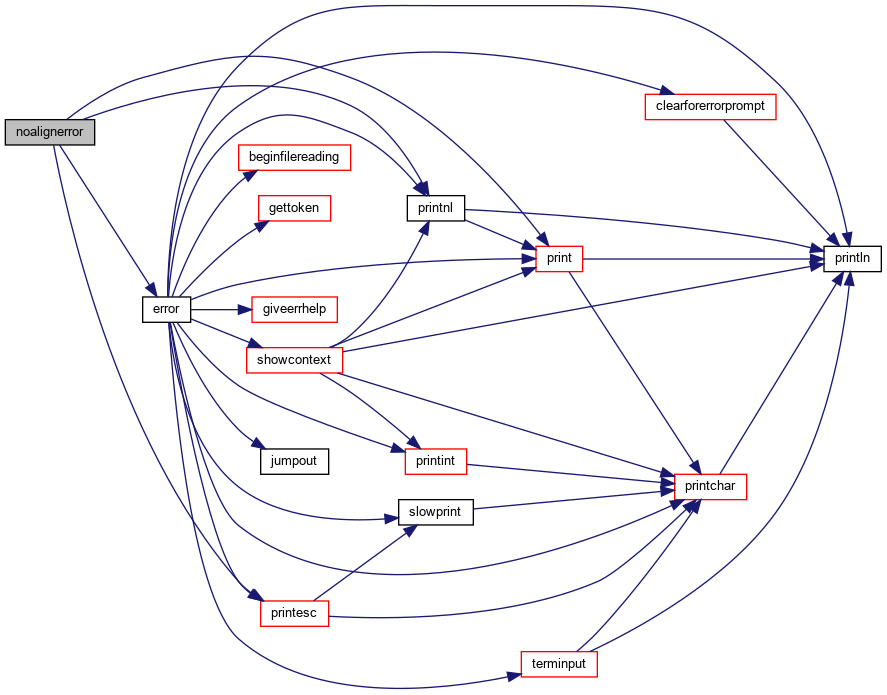 noalignerror
error
beginfilereading
gettoken
giveerrhelp
showcontext
jumpout
printesc
printnl
printint
slowprint
print
terminput
clearforerrorprompt
printchar
println